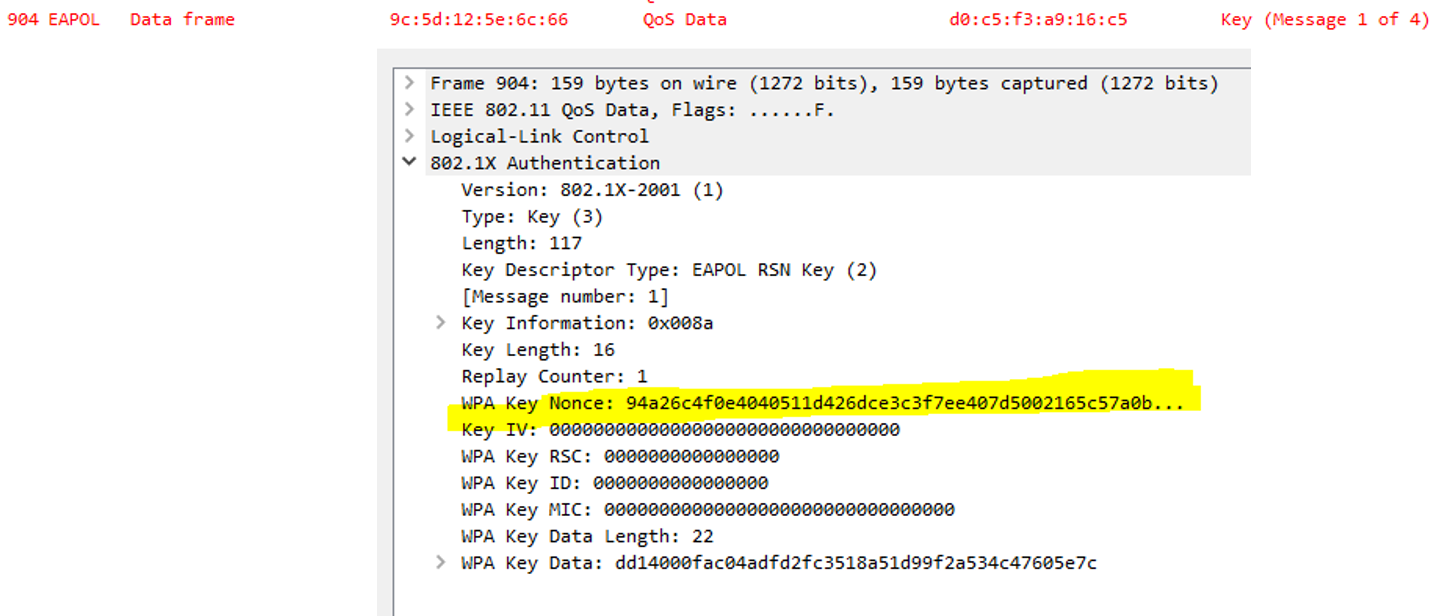 904 EAPOL Data frame 9c:5d:12:5e:6c:66 QoS Data d0:c5:f3:a9:16:c5 Key (Message 1 of 4)
Frame 904: 159 bytes on wire (1272 bits), 159 bytes captured (1272 bits)
IEEE 802.11 QoS Data, Flags: ......F.
Logical-Link Control
802.1X Authentication
Version: 802.1X-2001 (1)
Type: Key (3)
Length: 117
Key Descriptor Type: EAPOL RSN Key (2)
[Message number: 1]
Key Information: 0x008a
Key Length: 16
Replay Counter: 1
WPA Key Nonce: 94a26c4f0e4040511d426dce3c3f7ee407d5002165c57a0b...
Key IV: 00000000000000000000000000000000
WPA Key RSC: 0000000000000000
WPA Key ID: 0000000000000000
WPA Key MIC: 00000000000000000000000000000000
WPA Key Data Length: 22
WPA Key Data: dd14000fac04adfd2fc3518a51d99f2a534c47605e7c